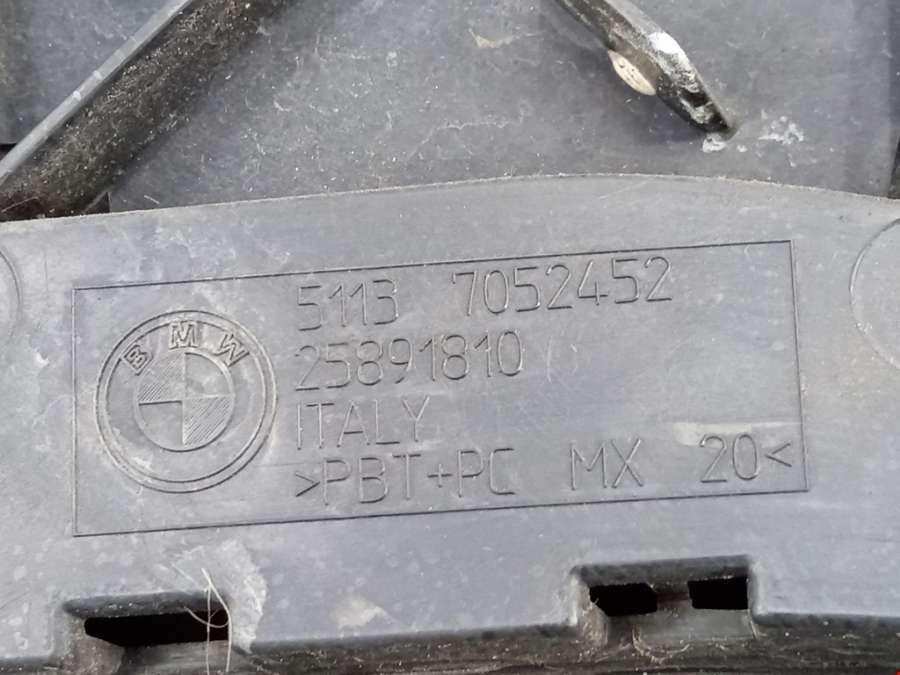 BMW
5113 7052452
25891810
ITALY
>PBT+PC MX 20<